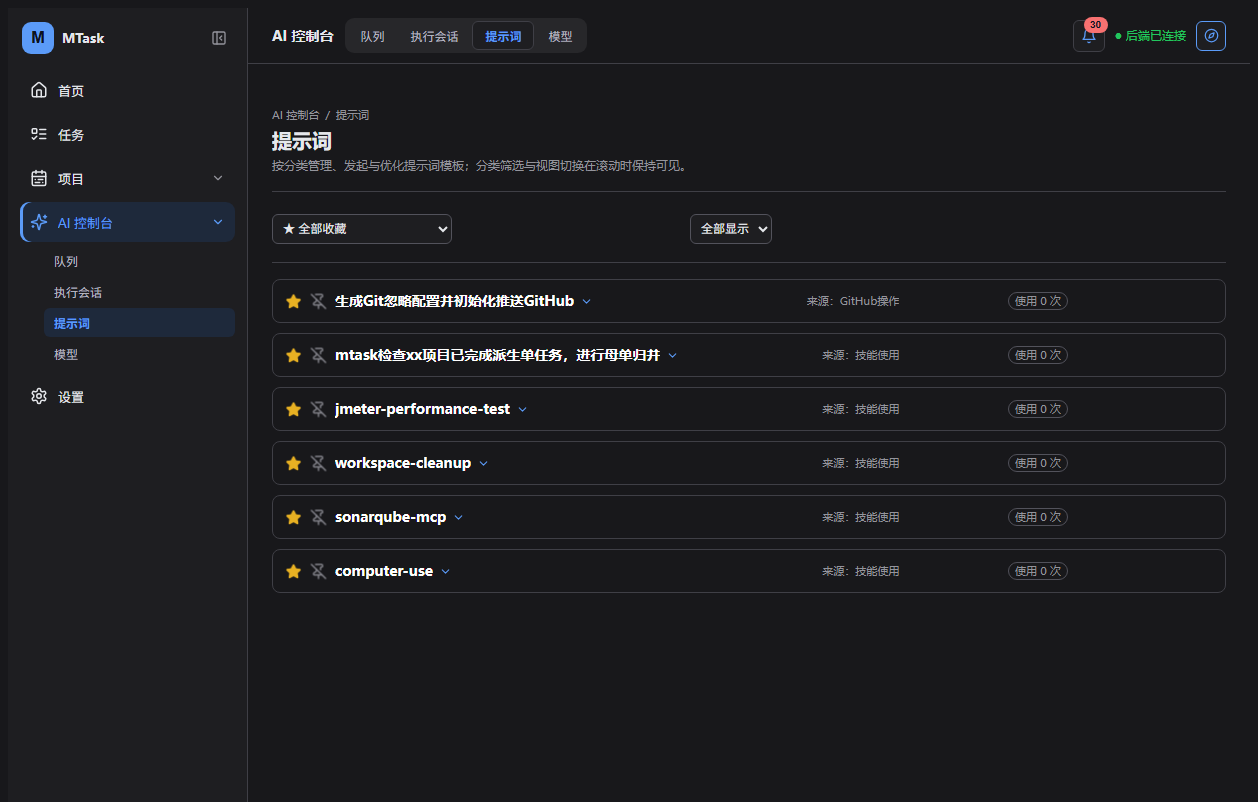 M MTask
首页
任务
项目
AI 控制台
队列
执行会话
提示词
模型
设置
AI 控制台 队列 执行会话 提示词 模型
30
后端已连接
AI 控制台 / 提示词
提示词
按分类管理、发起与优化提示词模板；分类筛选与视图切换在滚动时保持可见。
★ 全部收藏 全部显示
生成Git忽略配置并初始化推送GitHub 来源：GitHub操作 使用 0 次
mtask检查xx项目已完成派生单任务，进行母单归并 来源：技能使用 使用 0 次
jmeter-performance-test 来源：技能使用 使用 0 次
workspace-cleanup 来源：技能使用 使用 0 次
sonarqube-mcp 来源：技能使用 使用 0 次
computer-use 来源：技能使用 使用 0 次